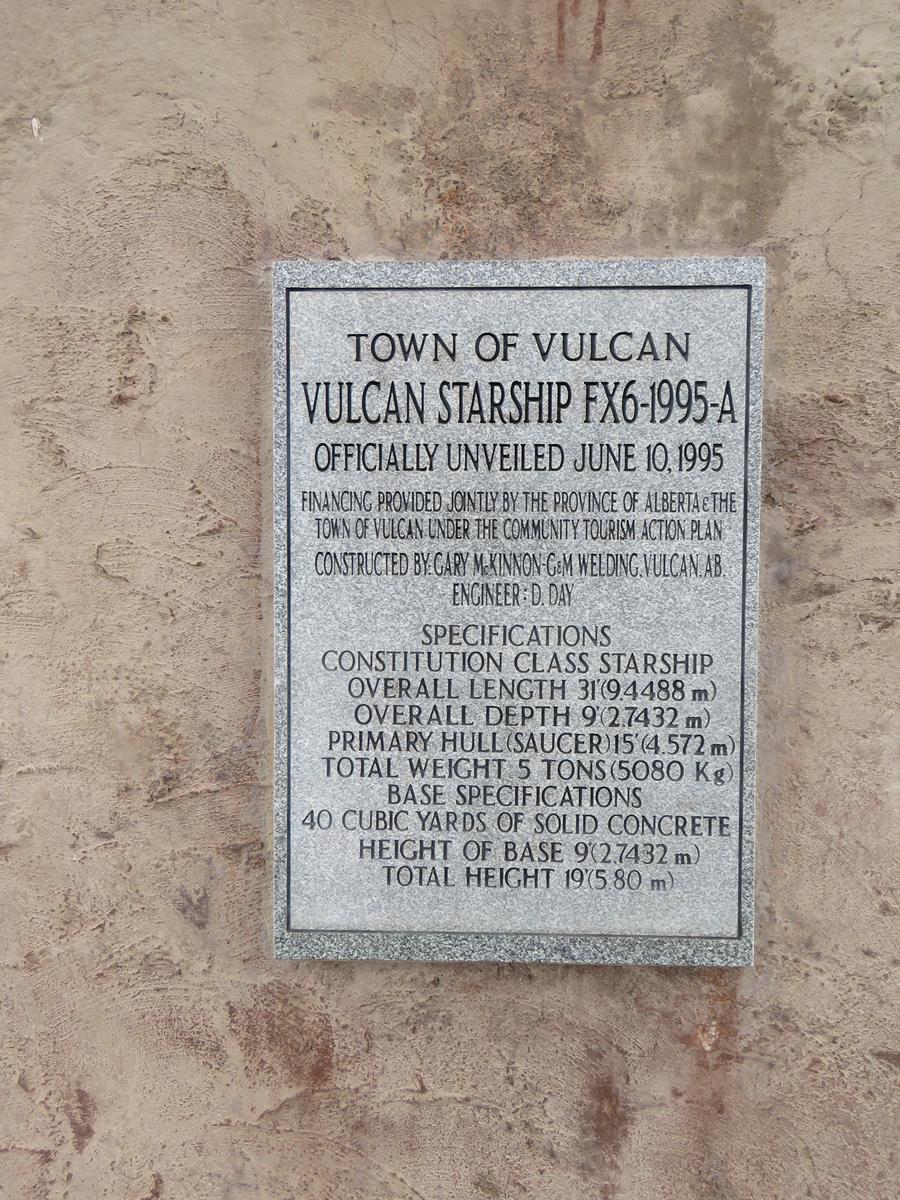 TOWN OF VULCAN
VULCAN STARSHIP FX6-1995-A
OFFICIALLY UNVEILED JUNE 10, 1995
FINANCING PROVIDED JOINTLY BY THE PROVINCE OF ALBERTA & THE
TOWN OF VULCAN UNDER THE COMMUNITY TOURISM ACTION PLAN
CONSTRUCTED BY: GARY McKINNON-G&M WELDING, VULCAN, AB.
ENGINEER: D. DAY
SPECIFICATIONS
CONSTITUTION CLASS STARSHIP
OVERALL LENGTH 31'(9.4488 m)
OVERALL DEPTH 9'(2.7432 m)
PRIMARY HULL (SAUCER) 15'(4.572 m)
TOTAL WEIGHT 5 TONS (5080 Kg)
BASE SPECIFICATIONS
40 CUBIC YARDS OF SOLID CONCRETE
HEIGHT OF BASE 9'(2.7432 m)
TOTAL HEIGHT 19'(5.80 m)